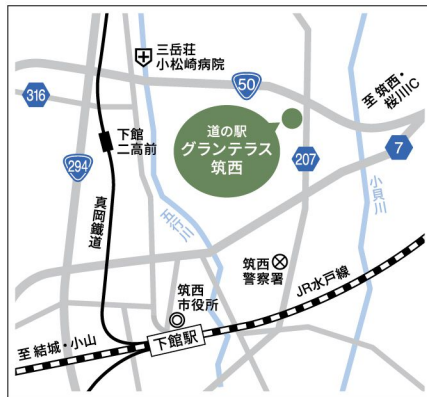 三岳荘
小松崎病院
50
至 筑西・
桜川IC
316
道の駅
グランテラス
筑西
下館
二高前
7
207
294
真岡鐵道
五行川
小貝川
筑西
警察署
JR水戸線
筑西
市役所
下館駅
至 結城・小山